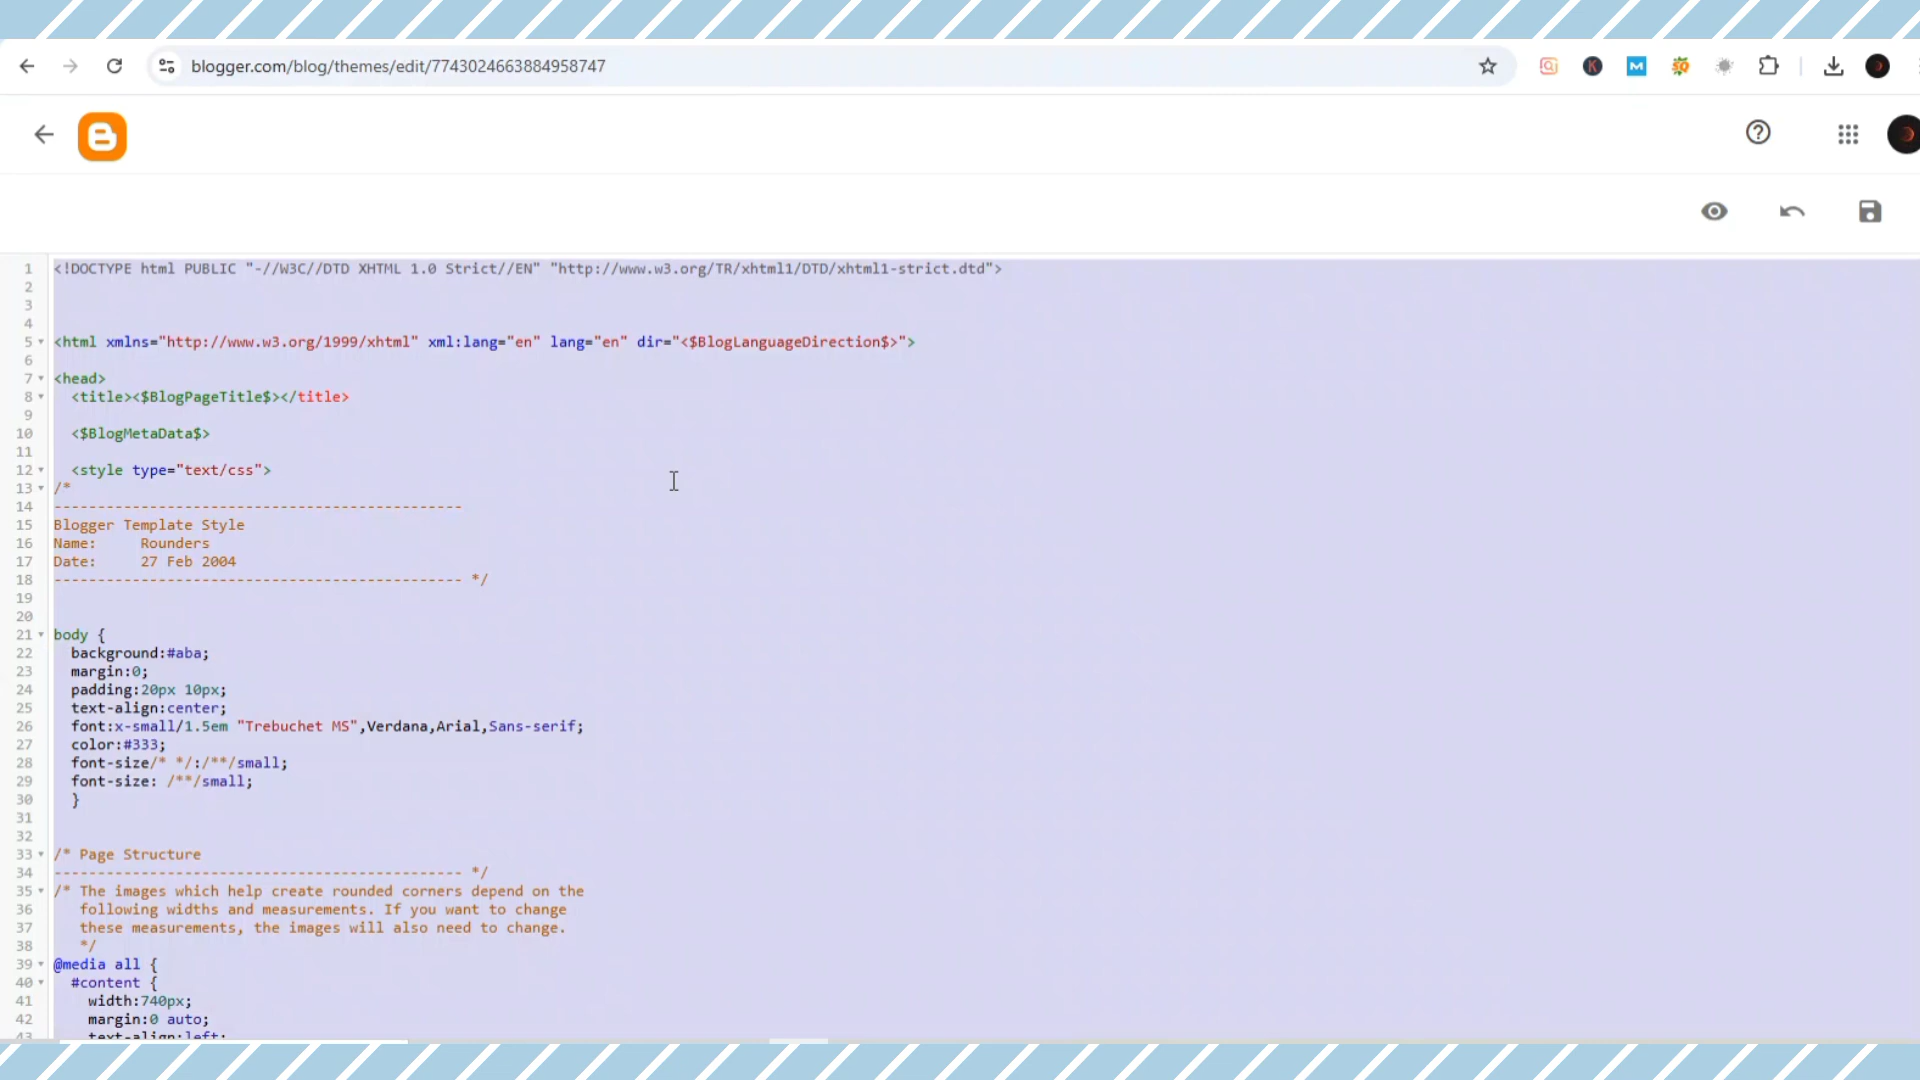 blogger.com/blog/themes/edit/7743024663884958747
1 <!DOCTYPE html PUBLIC "-//W3C//DTD XHTML 1.0 Strict//EN" "http://www.w3.org/TR/xhtml1/DTD/xhtml1-strict.dtd">
2
3
4
5 <html xmlns="http://www.w3.org/1999/xhtml" xml:lang="en" lang="en" dir="<$BlogLanguageDirection$>">
6
7 <head>
8 <title><$BlogPageTitle$></title>
9
10 <$BlogMetaData$>
11
12 <style type="text/css">
13 /*
14 -----------------------------------------------
15 Blogger Template Style
16 Name: Rounders
17 Date: 27 Feb 2004
18 ----------------------------------------------- */
19
20
21 body {
22 background:#aba;
23 margin:0;
24 padding:20px 10px;
25 text-align:center;
26 font:x-small/1.5em "Trebuchet MS",Verdana,Arial,Sans-serif;
27 color:#333;
28 font-size/* */:/**/small;
29 font-size: /**/small;
30 }
31
32
33 /* Page Structure
34 ----------------------------------------------- */
35 /* The images which help create rounded corners depend on the
36 following widths and measurements. If you want to change
37 these measurements, the images will also need to change.
38 */
39 @media all {
40 #content {
41 width:740px;
42 margin:0 auto;
43 text-align:left;